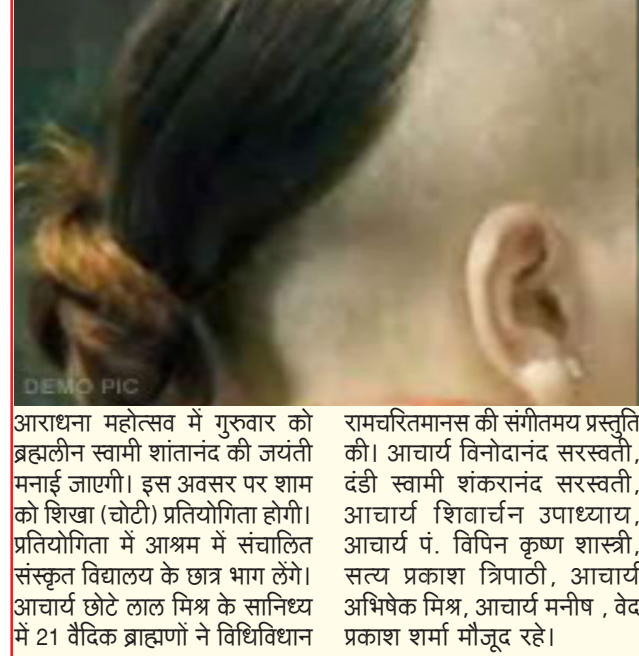 DEMO PIC
आराधना महोत्सव में गुरुवार को
ब्रह्मलीन स्वामी शांतानंद की जयंती
मनाई जाएगी। इस अवसर पर शाम
को शिखा (चोटी) प्रतियोगिता होगी।
प्रतियोगिता में आश्रम में संचालित
संस्कृत विद्यालय के छात्र भाग लेंगे।
आचार्य छोटे लाल मिश्र के सानिध्य
में 21 वैदिक ब्राह्मणों ने विधिविधान
रामचरितमानस की संगीतमय प्रस्तुति
की। आचार्य विनोदानंद सरस्वती,
दंडी स्वामी शंकरानंद सरस्वती,
आचार्य शिवार्चन उपाध्याय,
आचार्य पं. विपिन कृष्ण शास्त्री,
सत्य प्रकाश त्रिपाठी, आचार्य
अभिषेक मिश्र, आचार्य मनीष , वेद
प्रकाश शर्मा मौजूद रहे।